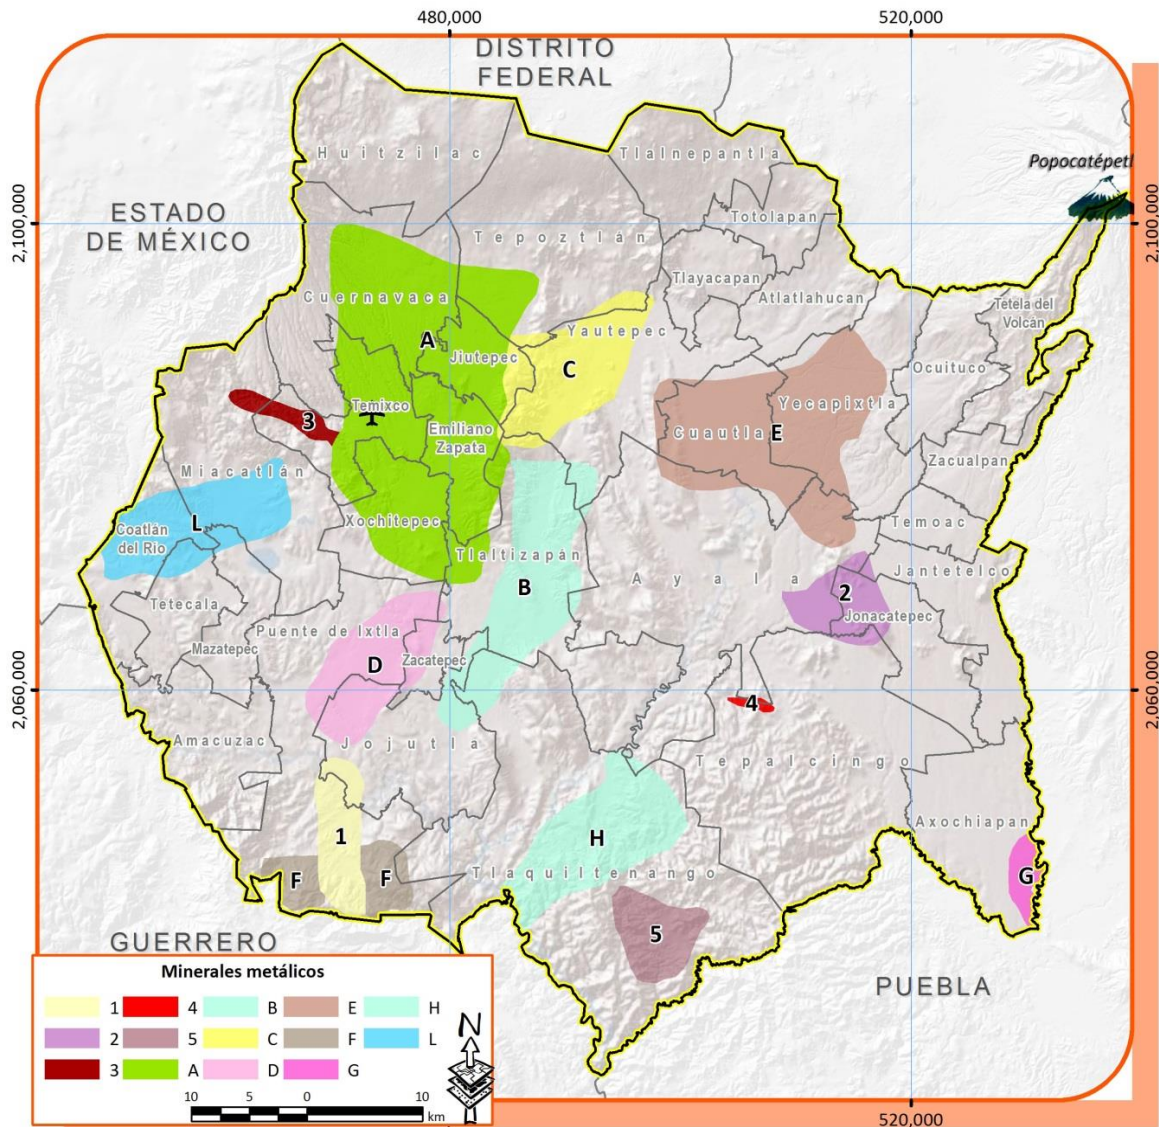 480,000
520,000
DISTRITO
FEDERAL
Huitzilac
Tlalnepantla
Popocatépetl
ESTADO
DE MÉXICO
2,100,000
2,100,000
Totolapan
Tepoztlán
Tlayacapan
Atlatlahucan
Cuernavaca
Tetela del
Volcán
Yautepec
A
Jiutepec
C
Ocuituco
Temixco
Yecapixtla
3
Emiliano
Zapata
Cuautla
E
Zacualpan
Miacatlán
L
Coatlán
del Río
Xochitepec
Temoac
Tlaltizapán
Jantetelco
Ayala
B
2
Tetecala
Jonacatepec
Puente de Ixtla
Mazatepec
Zacatepec
D
2,060,000
2,060,000
4
Amacuzac
Jojutla
Tepalcingo
Axochiapan
1
H
F
F
Tlaquiltenango
G
5
GUERRERO
PUEBLA
Minerales metálicos
1 4 B E H
2 5 C F L
3 A D G
N
10 5 0 10
km
520,000